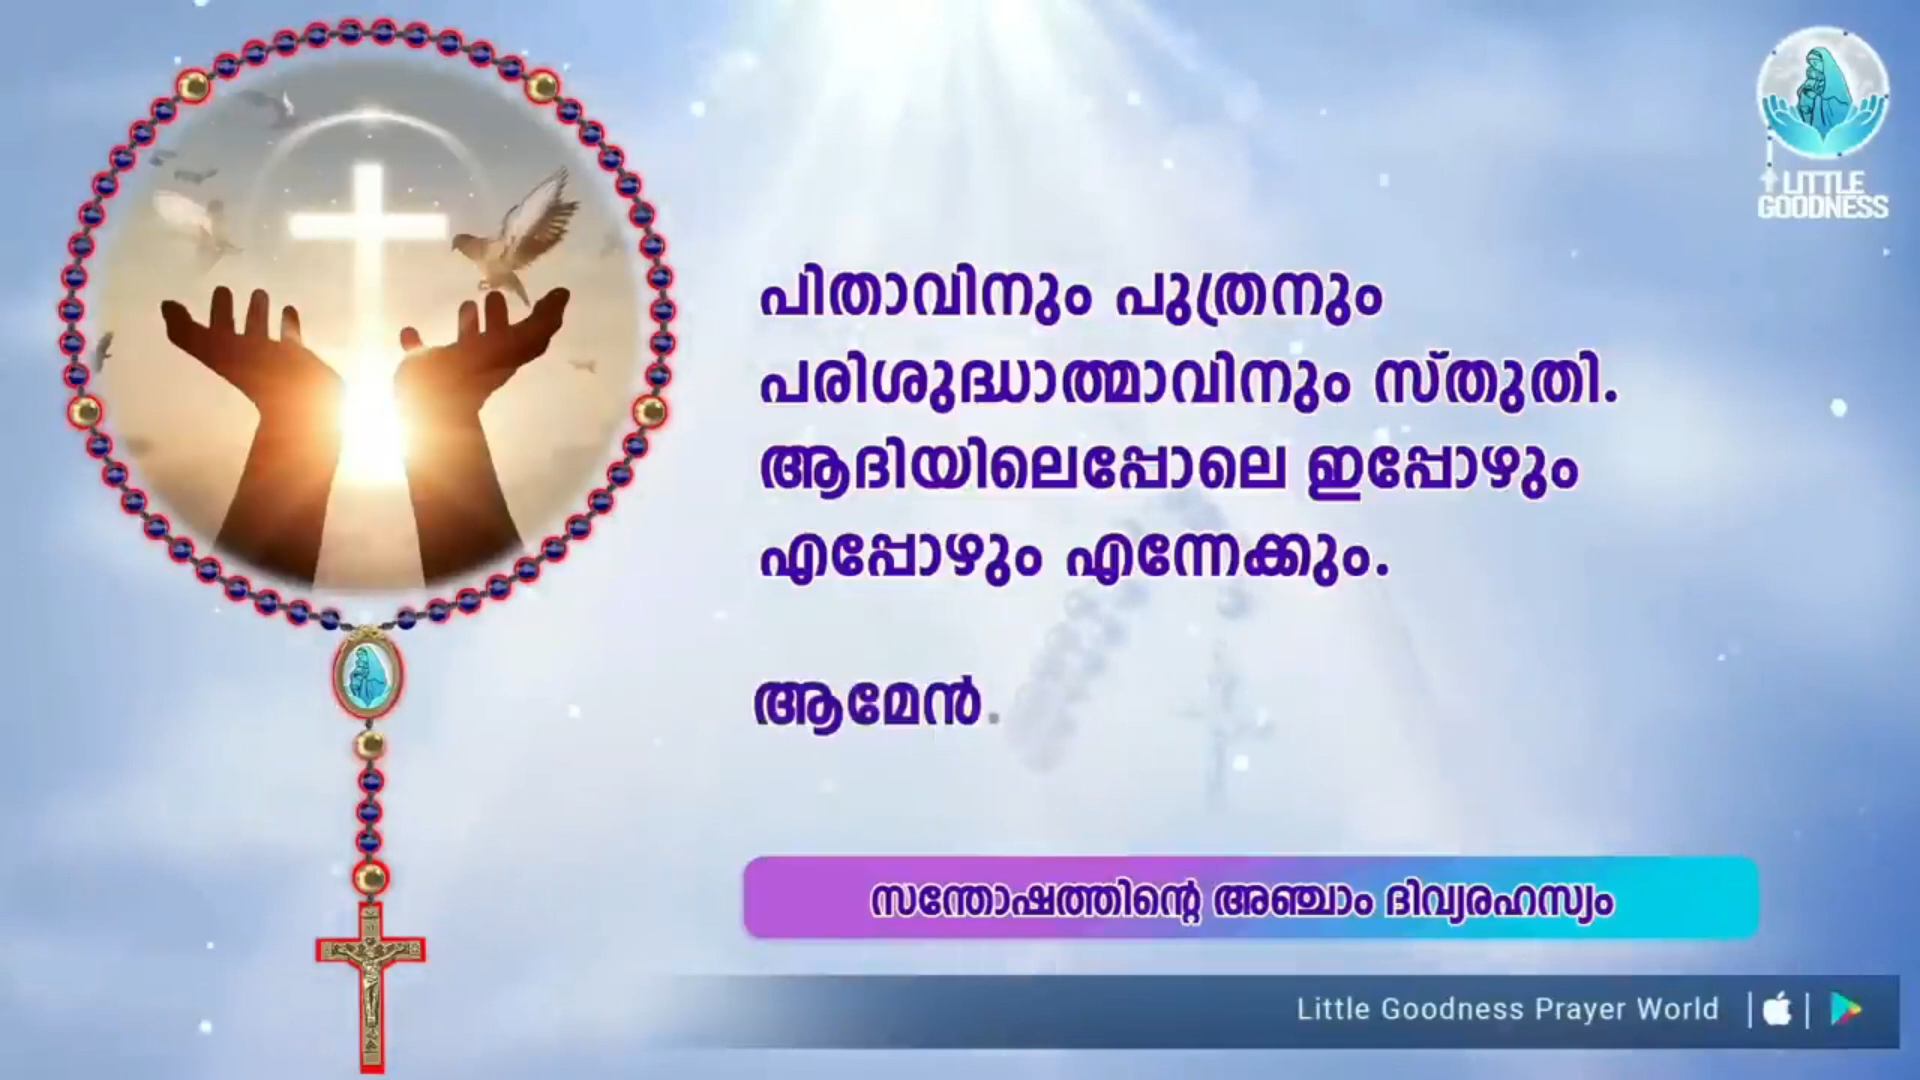 LITTLE
GOODNESS
പിതാവിനും പുത്രനും
പരിശുദ്ധാത്മാവിനും സ്തുതി.
ആദിയിലെപ്പോലെ ഇപ്പോഴും
എപ്പോഴും എന്നേക്കും.
ആമേൻ.
സന്തോഷത്തിന്റെ അഞ്ചാം ദിവ്യരഹസ്യം
Little Goodness Prayer World